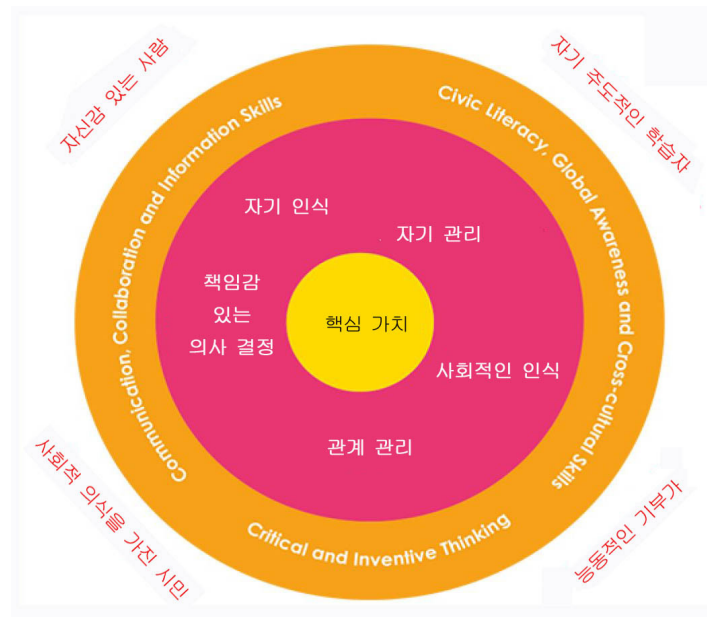 자신감 있는 사람
자기 주도적인 학습자
Communication, Collaboration and Information Skills
Civic Literacy, Global Awareness and Cross-cultural Skills
자기 인식
자기 관리
책임감
있는
의사 결정
핵심 가치
사회적인 인식
관계 관리
Critical and Inventive Thinking
사회적 의식을 가진 시민
능동적인 기부가